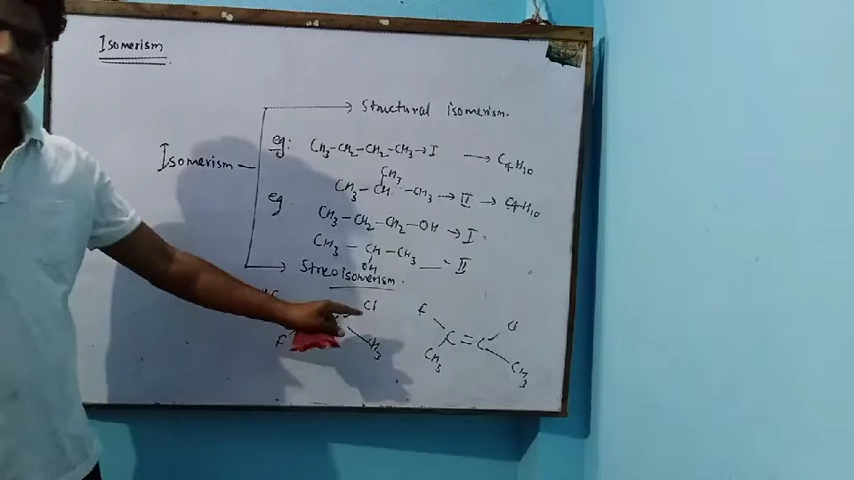 Isomerism
Structural isomerism.
eg: CH3-CH2-CH2-CH3 → I → C4H10
CH3
Isomerism
CH3-CH-CH3 → II → C4H10
eg.
CH3-CH2-CH2-OH → I
CH3-CH-CH3 - II
OH
Streoisomerism
Cl
F
Cl
C=C
F
CH3
CH3
CH3